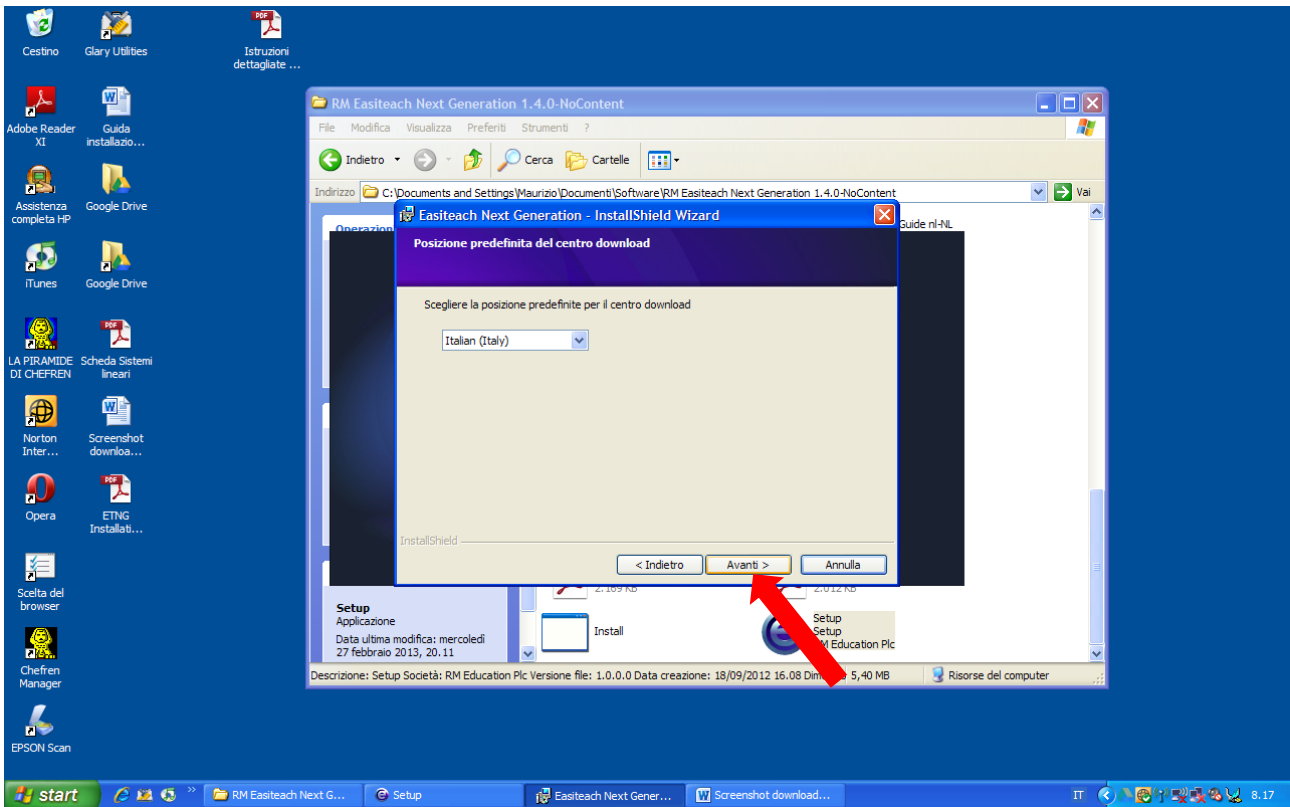 Cestino
Glary Utilities
Istruzioni
dettagliate ...
Adobe Reader
XI
Guida
installazio...
Assistenza
completa HP
Google Drive
iTunes
Google Drive
LA PIRAMIDE
DI CHEFREN
Scheda Sistemi
lineari
Norton
Inter...
Screenshot
downloa...
Opera
ETNG
Installati...
Scelta del
browser
Chefren
Manager
EPSON Scan
RM Easiteach Next Generation 1.4.0-NoContent
File Modifica Visualizza Preferiti Strumenti ?
Indietro Cerca Cartelle
Indirizzo C:\Documents and Settings\Maurizio\Documenti\Software\RM Easiteach Next Generation 1.4.0-NoContent Vai
Operazion
Guide nl-NL
Easiteach Next Generation - InstallShield Wizard
Posizione predefinita del centro download
Scegliere la posizione predefinite per il centro download
Italian (Italy)
InstallShield
< Indietro Avanti > Annulla
2.169 KB
2.012 KB
Setup
Applicazione
Data ultima modifica: mercoledì
27 febbraio 2013, 20.11
Install
Setup
Setup
RM Education Plc
Descrizione: Setup Società: RM Education Plc Versione file: 1.0.0.0 Data creazione: 18/09/2012 16.08 5,40 MB Risorse del computer
start RM Easiteach Next G... Setup Easiteach Next Gener... Screenshot download... IT 8.17